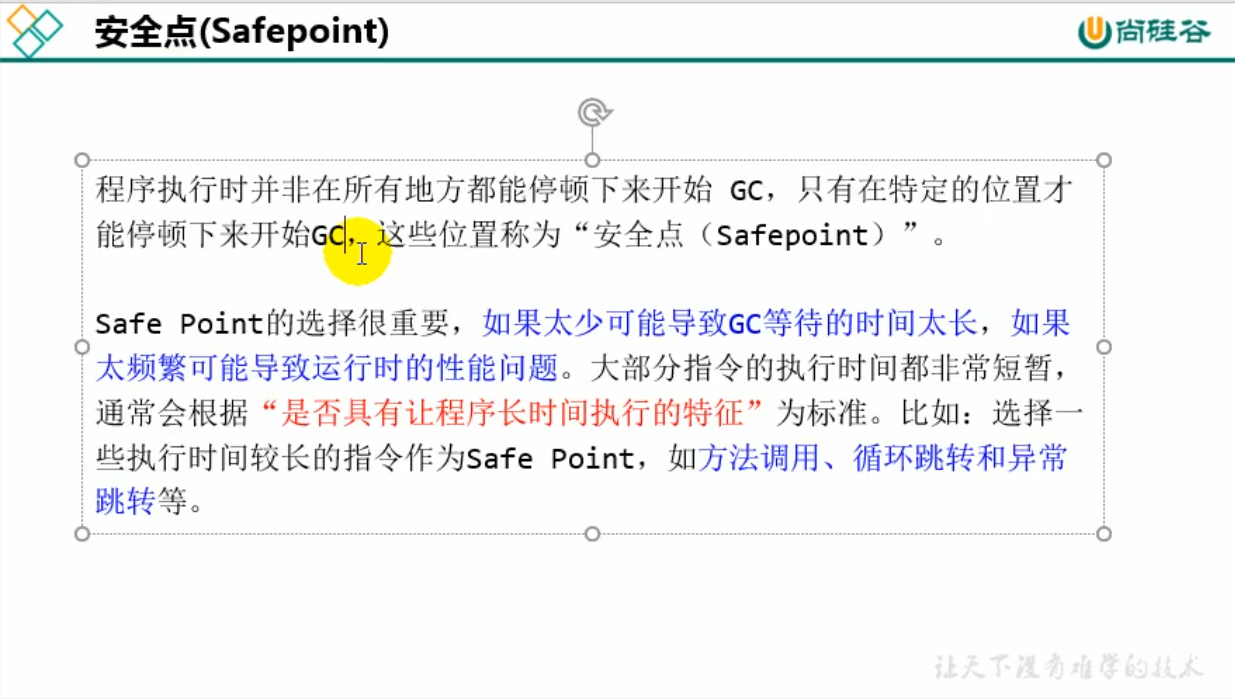 安全点(Safepoint)
尚硅谷
程序执行时并非在所有地方都能停顿下来开始 GC，只有在特定的位置才
能停顿下来开始GC，这些位置称为“安全点（Safepoint）”。
Safe Point的选择很重要，如果太少可能导致GC等待的时间太长，如果
太频繁可能导致运行时的性能问题。大部分指令的执行时间都非常短暂，
通常会根据“是否具有让程序长时间执行的特征”为标准。比如：选择一
些执行时间较长的指令作为Safe Point，如方法调用、循环跳转和异常
跳转等。
让天下没有难学的技术